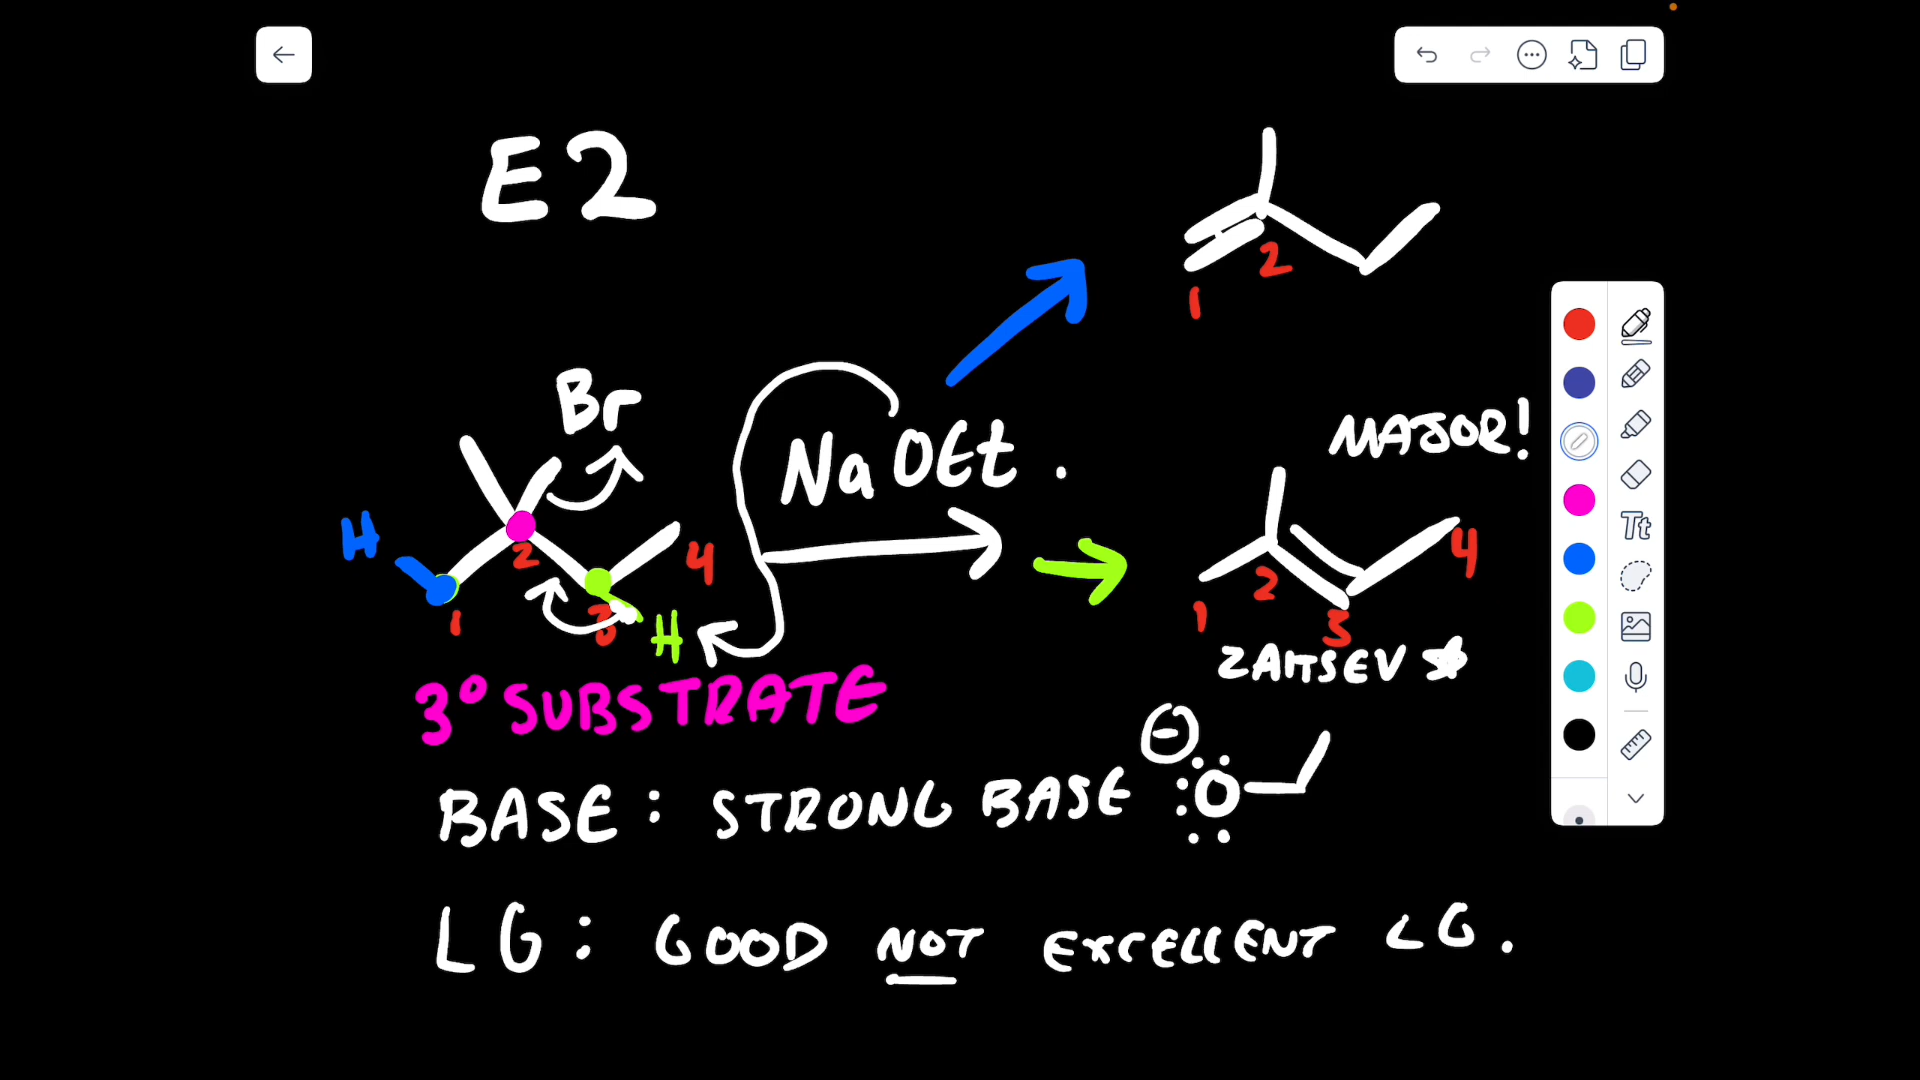 E2
2
1
Br
NaOEt.
MAJOR!
H
2
4
1
3
H
1
2
3
4
ZAITSEV
3° SUBSTRATE
BASE: STRONG BASE ⊖ :O
LG: GOOD NOT EXCELLENT LG.
Tt